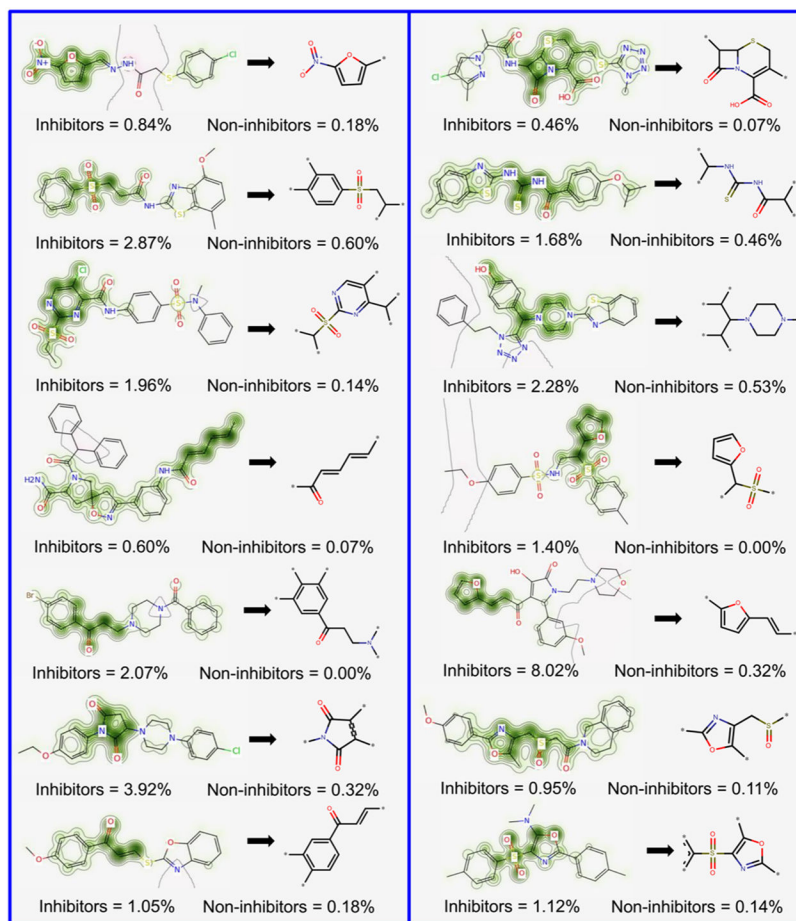 Inhibitors = 0.84% Non-inhibitors = 0.18%
Inhibitors = 2.87% Non-inhibitors = 0.60%
Inhibitors = 1.96% Non-inhibitors = 0.14%
Inhibitors = 0.60% Non-inhibitors = 0.07%
Inhibitors = 2.07% Non-inhibitors = 0.00%
Inhibitors = 3.92% Non-inhibitors = 0.32%
Inhibitors = 1.05% Non-inhibitors = 0.18%
Inhibitors = 0.46% Non-inhibitors = 0.07%
Inhibitors = 1.68% Non-inhibitors = 0.46%
Inhibitors = 2.28% Non-inhibitors = 0.53%
Inhibitors = 1.40% Non-inhibitors = 0.00%
Inhibitors = 8.02% Non-inhibitors = 0.32%
Inhibitors = 0.95% Non-inhibitors = 0.11%
Inhibitors = 1.12% Non-inhibitors = 0.14%